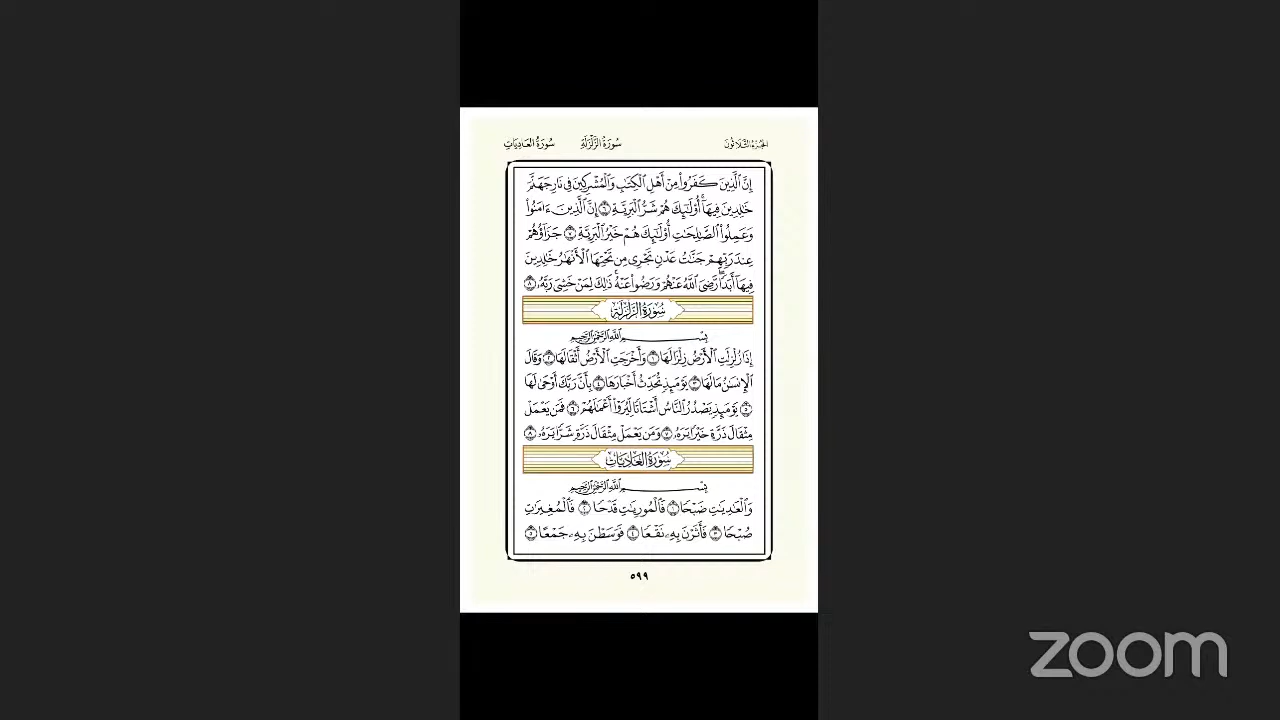 الجزء الثلاثون سورة الزلزلة سورة العاديات
إِنَّ ٱلَّذِينَ كَفَرُوا۟ مِنْ أَهْلِ ٱلْكِتَـٰبِ وَٱلْمُشْرِكِينَ فِى نَارِ جَهَنَّمَ
خَـٰلِدِينَ فِيهَآ ۚ أُو۟لَـٰٓئِكَ هُمْ شَرُّ ٱلْبَرِيَّةِ ٦ إِنَّ ٱلَّذِينَ ءَامَنُوا۟
وَعَمِلُوا۟ ٱلصَّـٰلِحَـٰتِ أُو۟لَـٰٓئِكَ هُمْ خَيْرُ ٱلْبَرِيَّةِ ٧ جَزَآؤُهُمْ
عِندَ رَبِّهِمْ جَنَّـٰتُ عَدْنٍ تَجْرِى مِن تَحْتِهَا ٱلْأَنْهَـٰرُ خَـٰلِدِينَ
فِيهَآ أَبَدًا ۖ رَّضِىَ ٱللَّهُ عَنْهُمْ وَرَضُوا۟ عَنْهُ ۚ ذَٰلِكَ لِمَنْ خَشِىَ رَبَّهُۥ ٨
سُورَةُ الزَّلْزَلَةِ
بِسْمِ ٱللَّهِ ٱلرَّحْمَـٰنِ ٱلرَّحِيمِ
إِذَا زُلْزِلَتِ ٱلْأَرْضُ زِلْزَالَهَا ١ وَأَخْرَجَتِ ٱلْأَرْضُ أَثْقَالَهَا ٢ وَقَالَ
ٱلْإِنسَـٰنُ مَا لَهَا ٣ يَوْمَئِذٍ تُحَدِّثُ أَخْبَارَهَا ٤ بِأَنَّ رَبَّكَ أَوْحَىٰ لَهَا
٥ يَوْمَئِذٍ يَصْدُرُ ٱلنَّاسُ أَشْتَاتًا لِّيُرَوْا۟ أَعْمَـٰلَهُمْ ٦ فَمَن يَعْمَلْ
مِثْقَالَ ذَرَّةٍ خَيْرًا يَرَهُۥ ٧ وَمَن يَعْمَلْ مِثْقَالَ ذَرَّةٍ شَرًّا يَرَهُۥ ٨
سُورَةُ العَادِيَاتِ
بِسْمِ ٱللَّهِ ٱلرَّحْمَـٰنِ ٱلرَّحِيمِ
وَٱلْعَـٰدِيَـٰتِ ضَبْحًا ١ فَٱلْمُورِيَـٰتِ قَدْحًا ٢ فَٱلْمُغِيرَٰتِ
صُبْحًا ٣ فَأَثَرْنَ بِهِۦ نَقْعًا ٤ فَوَسَطْنَ بِهِۦ جَمْعًا ٥
٥٩٩
zoom